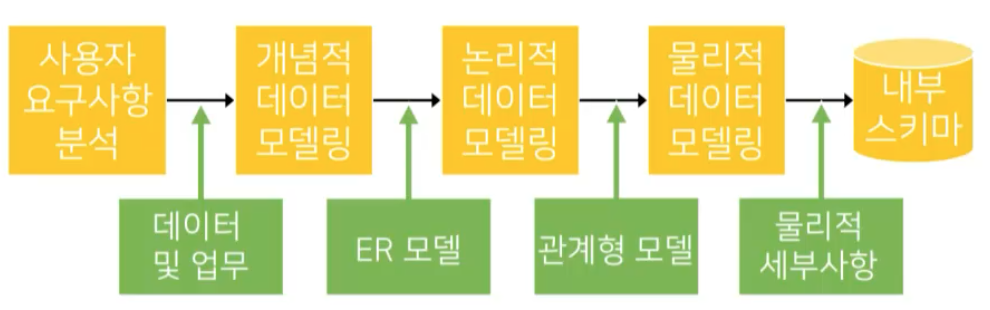 사용자
요구사항
분석
개념적
데이터
모델링
논리적
데이터
모델링
물리적
데이터
모델링
내부
스키마
데이터
및 업무
ER 모델
관계형 모델
물리적
세부사항